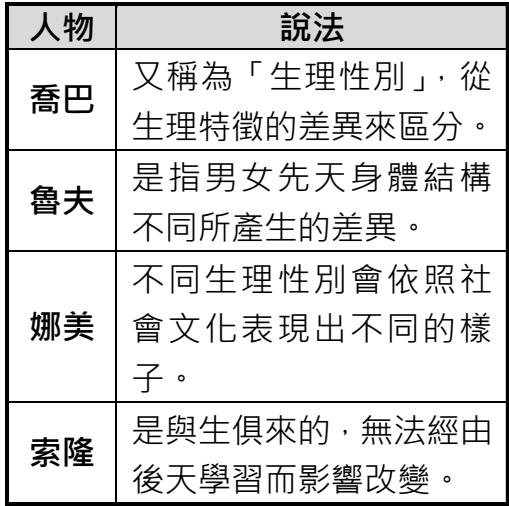 人物 說法
喬巴 又稱為「生理性別」，從
生理特徵的差異來區分。
魯夫 是指男女先天身體結構
不同所產生的差異。
娜美 不同生理性別會依照社
會文化表現出不同的樣
子。
索隆 是與生俱來的，無法經由
後天學習而影響改變。